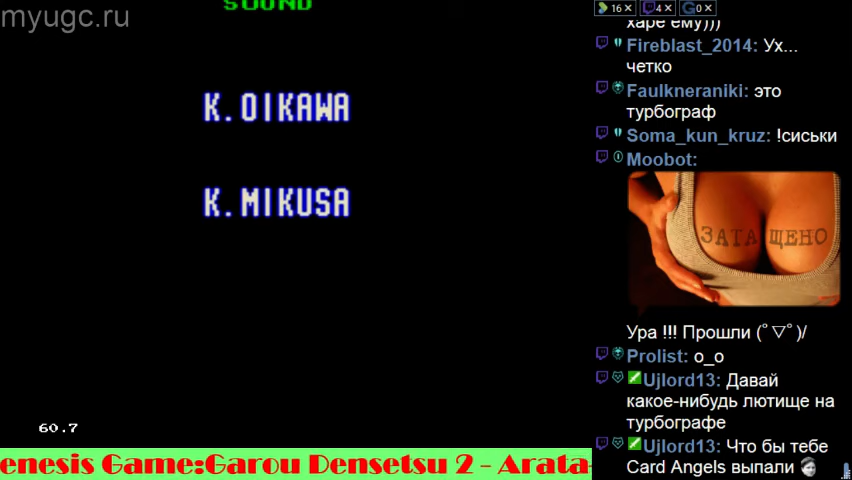 myugc.ru
SOUND
K.OIKAWA
K.MIKUSA
60.7
enesis Game:Garou Densetsu 2 - Arata
16 4 G0
харе ему)))
Fireblast_2014: Ух...
четко
Faulkneraniki: это
турбограф
Soma_kun_kruz: !сиськи
Moobot:
ЗАТАЩЕНО
Ура !!! Прошли (ﾟ▽ﾟ)/
Prolist: o_o
Ujlord13: Давай
какое-нибудь лютище на
турбографе
Ujlord13: Что бы тебе
Card Angels выпали